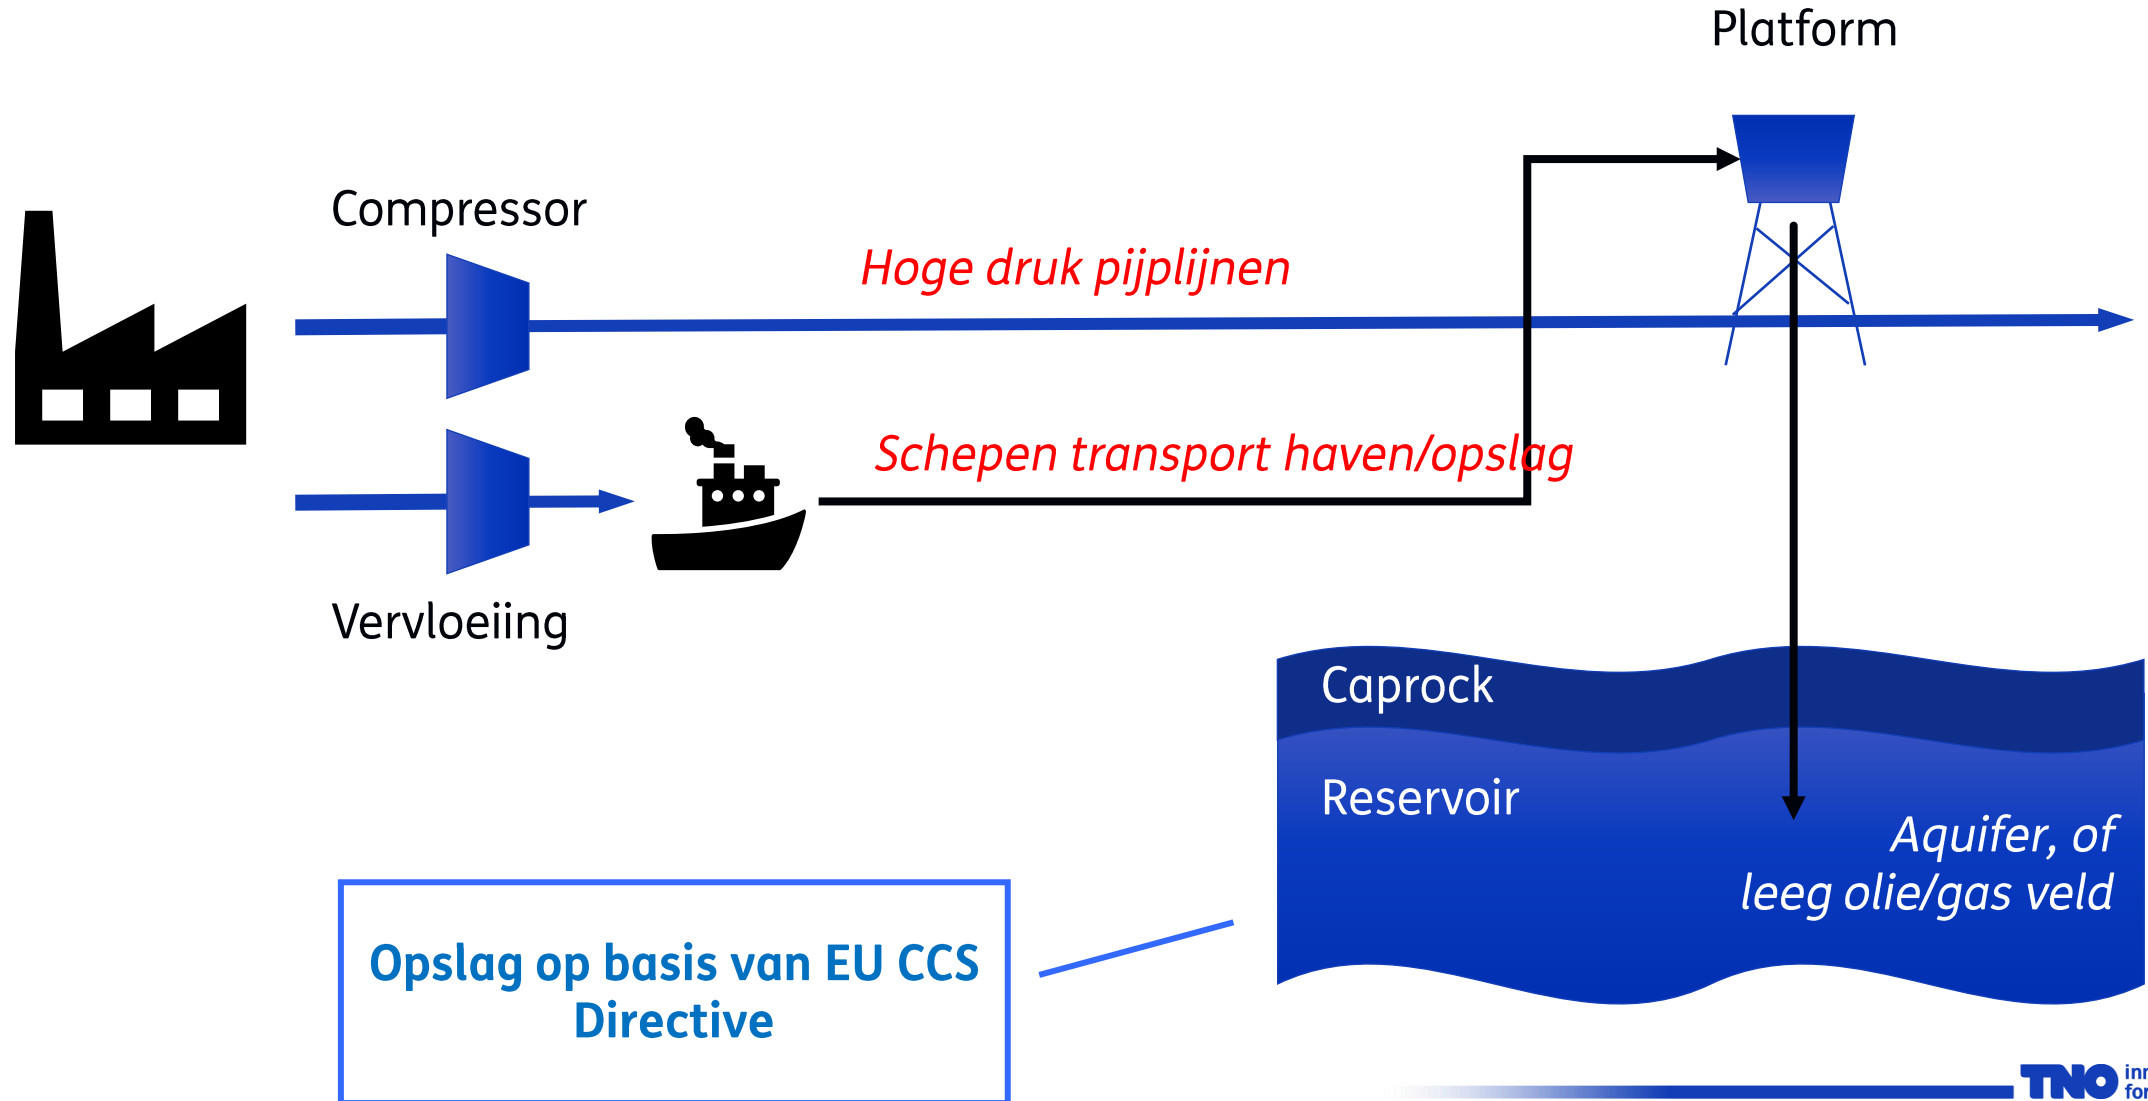 Platform
Compressor
Hoge druk pijplijnen
Schepen transport haven/opslag
Vervloeiing
Caprock
Reservoir
Aquifer, of
leeg olie/gas veld
Opslag op basis van EU CCS
Directive
TNO